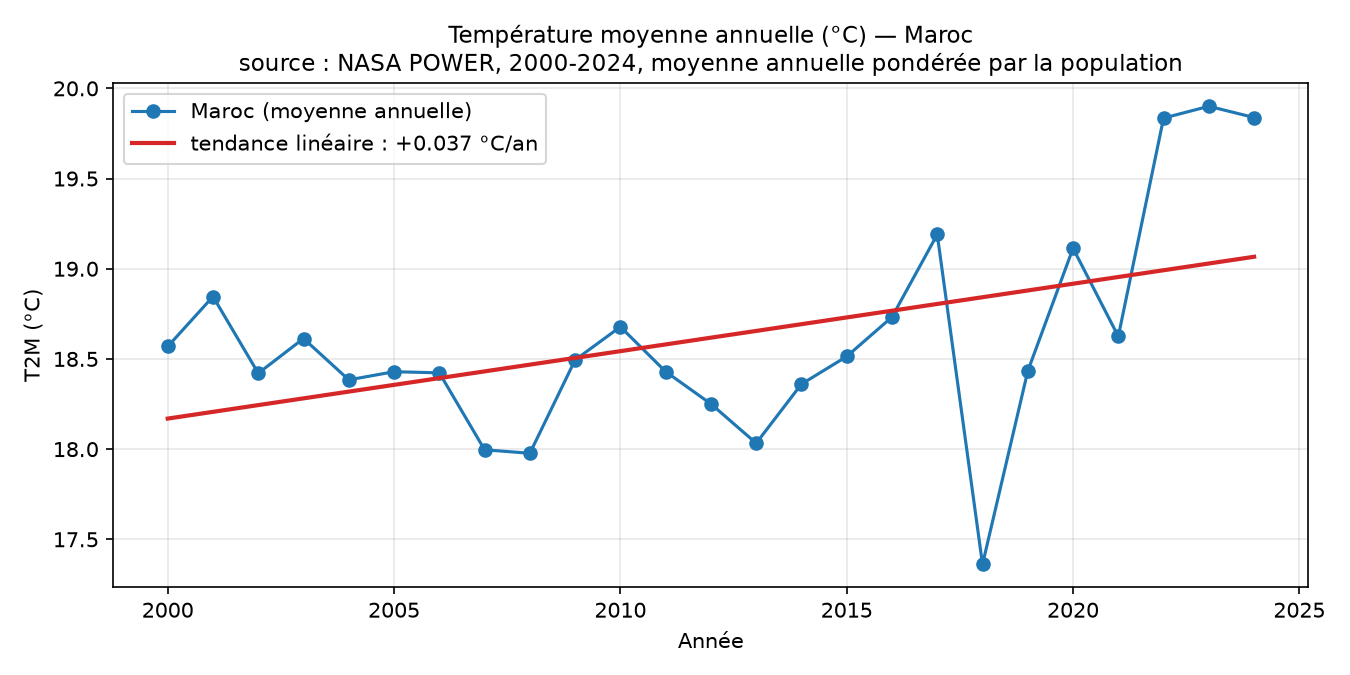 Température moyenne annuelle (°C) — Maroc
source : NASA POWER, 2000-2024, moyenne annuelle pondérée par la population
Maroc (moyenne annuelle)
tendance linéaire : +0.037 °C/an
T2M (°C)
20.0
19.5
19.0
18.5
18.0
17.5
2000
2005
2010
2015
2020
2025
Année